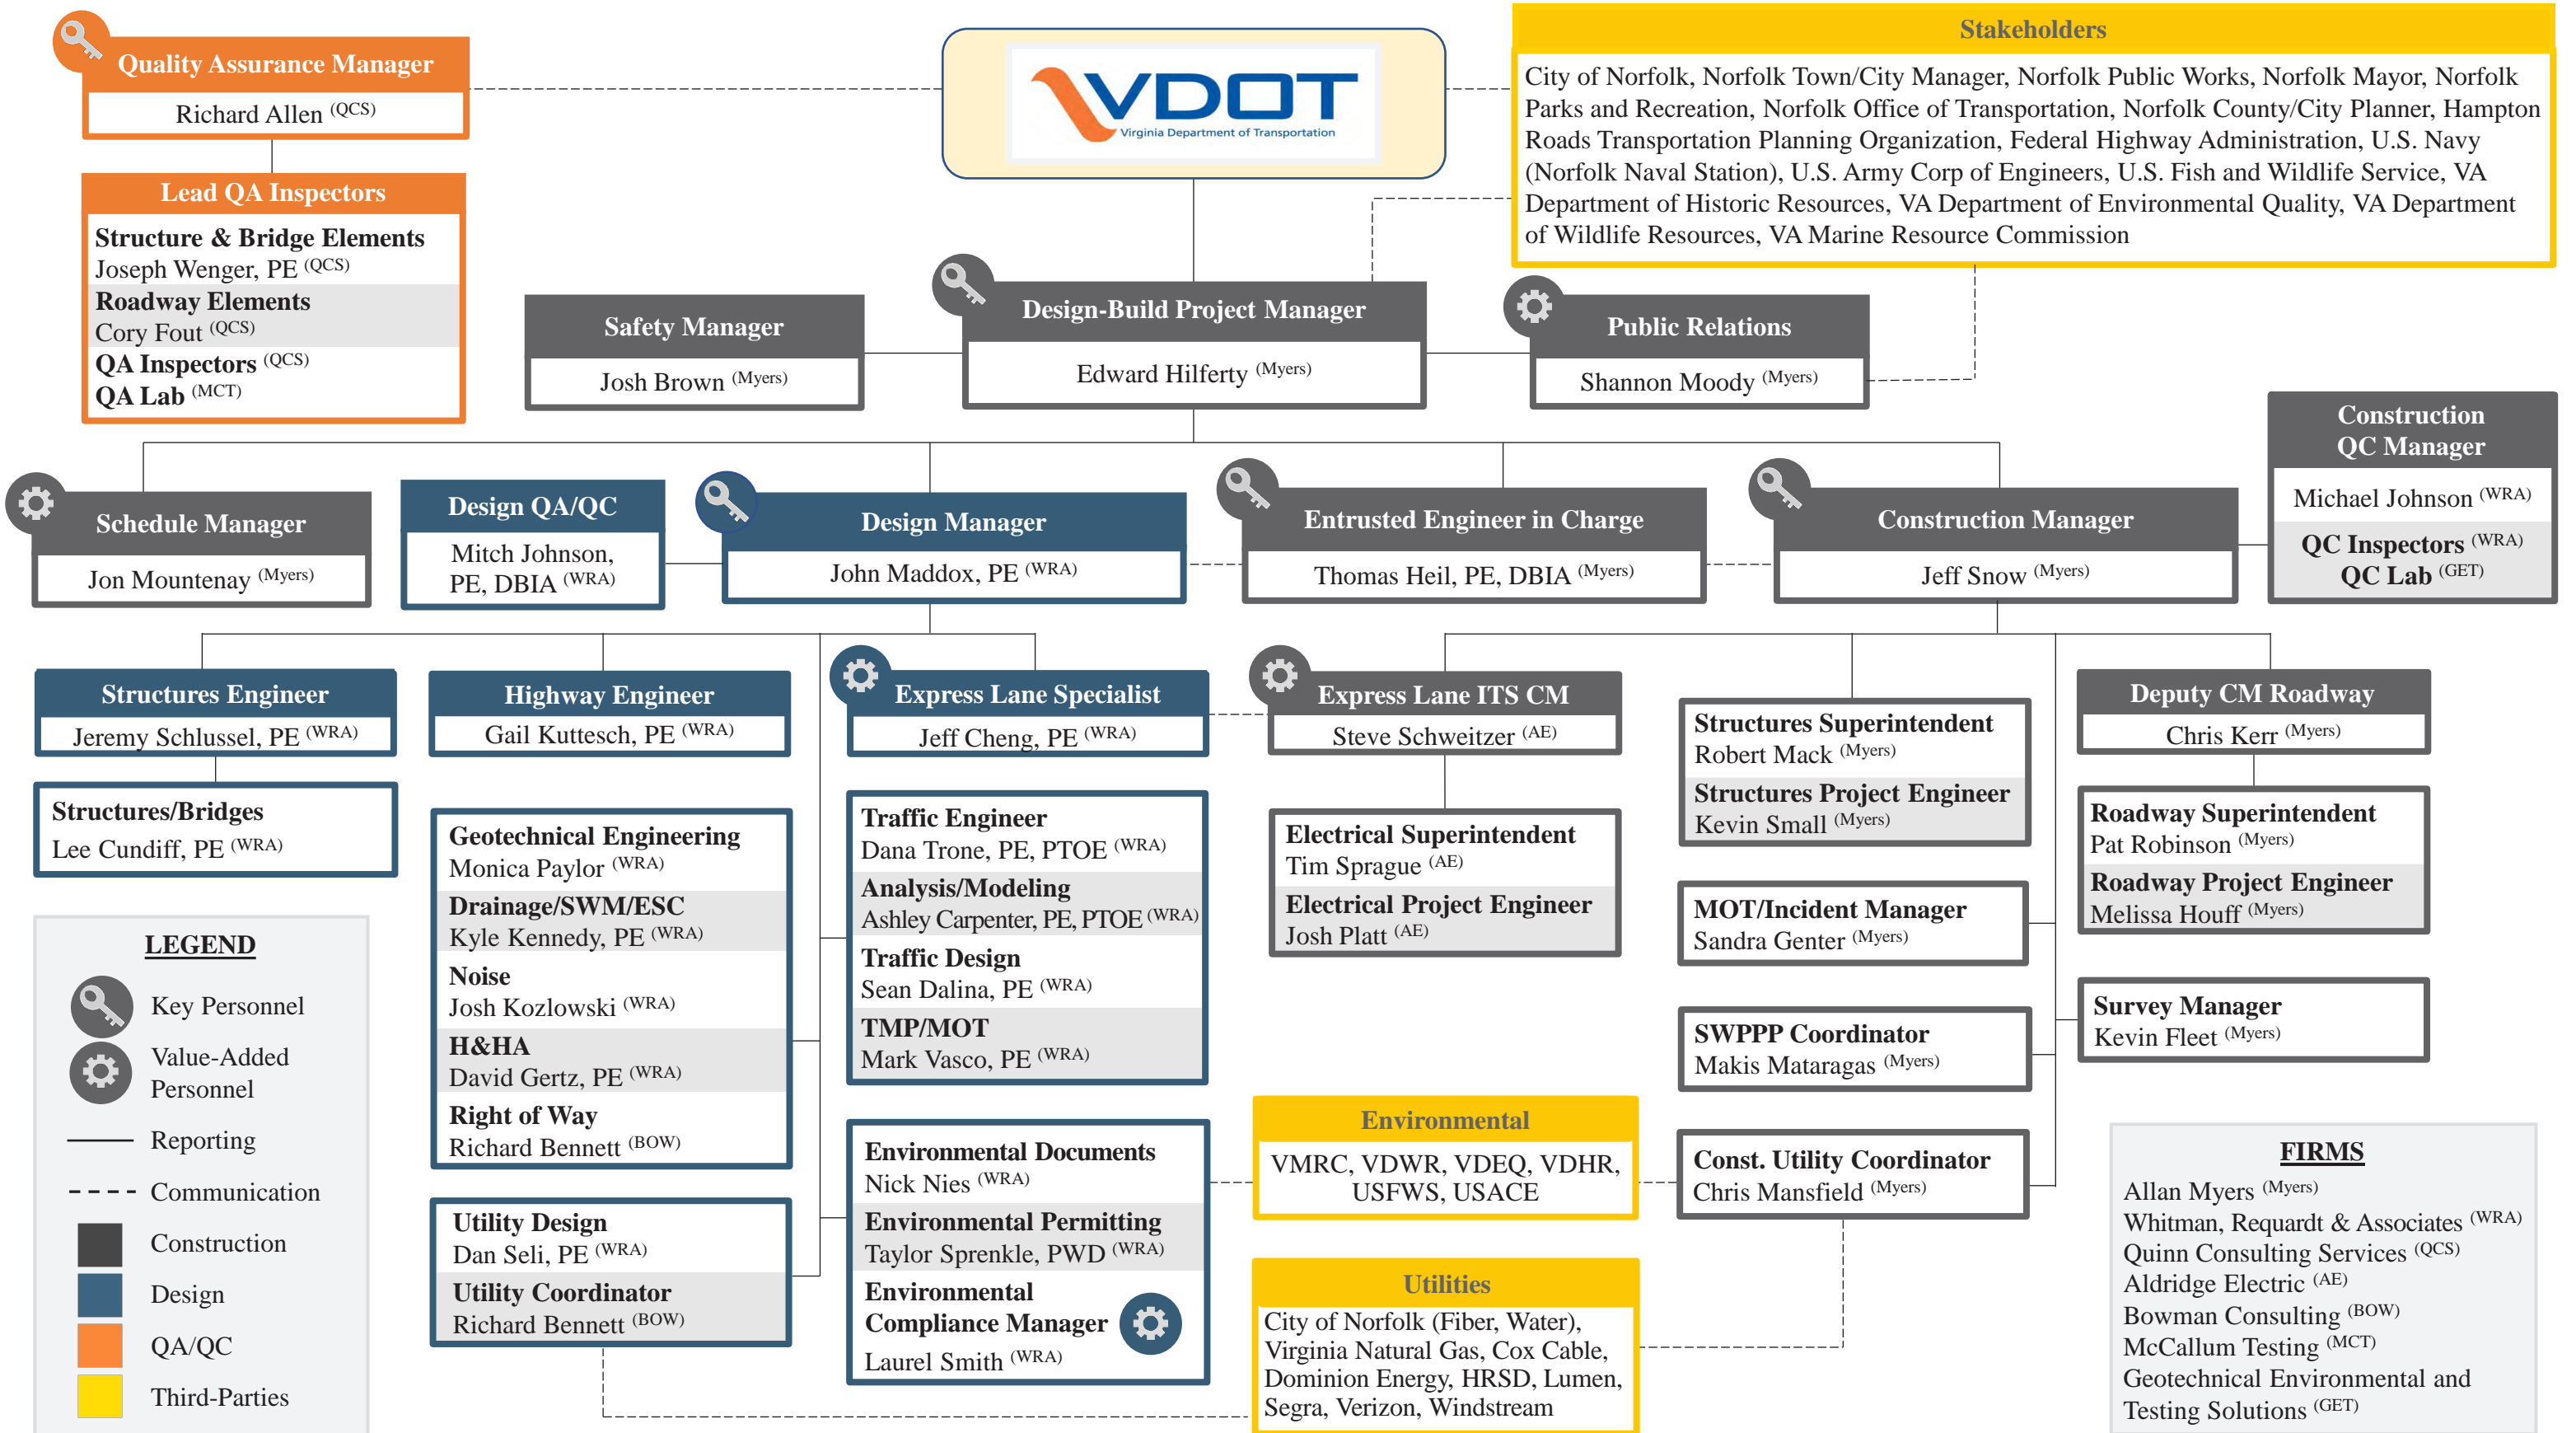 Quality Assurance Manager
Richard Allen (QCS)
Lead QA Inspectors
Structure & Bridge Elements
Joseph Wenger, PE (QCS)
Roadway Elements
Cory Fout (QCS)
QA Inspectors (QCS)
QA Lab (MCT)
VDOT
Virginia Department of Transportation
Stakeholders
City of Norfolk, Norfolk Town/City Manager, Norfolk Public Works, Norfolk Mayor, Norfolk
Parks and Recreation, Norfolk Office of Transportation, Norfolk County/City Planner, Hampton
Roads Transportation Planning Organization, Federal Highway Administration, U.S. Navy
(Norfolk Naval Station), U.S. Army Corp of Engineers, U.S. Fish and Wildlife Service, VA
Department of Historic Resources, VA Department of Environmental Quality, VA Department
of Wildlife Resources, VA Marine Resource Commission
Safety Manager
Josh Brown (Myers)
Design-Build Project Manager
Edward Hilferty (Myers)
Public Relations
Shannon Moody (Myers)
Construction
QC Manager
Michael Johnson (WRA)
QC Inspectors (WRA)
QC Lab (GET)
Schedule Manager
Jon Mountenay (Myers)
Design QA/QC
Mitch Johnson,
PE, DBIA (WRA)
Design Manager
John Maddox, PE (WRA)
Entrusted Engineer in Charge
Thomas Heil, PE, DBIA (Myers)
Construction Manager
Jeff Snow (Myers)
Structures Engineer
Jeremy Schlussel, PE (WRA)
Structures/Bridges
Lee Cundiff, PE (WRA)
Highway Engineer
Gail Kuttesch, PE (WRA)
Geotechnical Engineering
Monica Paylor (WRA)
Drainage/SWM/ESC
Kyle Kennedy, PE (WRA)
Noise
Josh Kozlowski (WRA)
H&HA
David Gertz, PE (WRA)
Right of Way
Richard Bennett (BOW)
Utility Design
Dan Seli, PE (WRA)
Utility Coordinator
Richard Bennett (BOW)
Express Lane Specialist
Jeff Cheng, PE (WRA)
Traffic Engineer
Dana Trone, PE, PTOE (WRA)
Analysis/Modeling
Ashley Carpenter, PE, PTOE (WRA)
Traffic Design
Sean Dalina, PE (WRA)
TMP/MOT
Mark Vasco, PE (WRA)
Environmental Documents
Nick Nies (WRA)
Environmental Permitting
Taylor Sprenkle, PWD (WRA)
Environmental
Compliance Manager
Laurel Smith (WRA)
Express Lane ITS CM
Steve Schweitzer (AE)
Electrical Superintendent
Tim Sprague (AE)
Electrical Project Engineer
Josh Platt (AE)
Environmental
VMRC, VDWR, VDEQ, VDHR,
USFWS, USACE
Utilities
City of Norfolk (Fiber, Water),
Virginia Natural Gas, Cox Cable,
Dominion Energy, HRSD, Lumen,
Segra, Verizon, Windstream
Structures Superintendent
Robert Mack (Myers)
Structures Project Engineer
Kevin Small (Myers)
MOT/Incident Manager
Sandra Genter (Myers)
SWPPP Coordinator
Makis Mataragas (Myers)
Const. Utility Coordinator
Chris Mansfield (Myers)
Deputy CM Roadway
Chris Kerr (Myers)
Roadway Superintendent
Pat Robinson (Myers)
Roadway Project Engineer
Melissa Houff (Myers)
Survey Manager
Kevin Fleet (Myers)
LEGEND
Key Personnel
Value-Added
Personnel
Reporting
Communication
Construction
Design
QA/QC
Third-Parties
FIRMS
Allan Myers (Myers)
Whitman, Requardt & Associates (WRA)
Quinn Consulting Services (QCS)
Aldridge Electric (AE)
Bowman Consulting (BOW)
McCallum Testing (MCT)
Geotechnical Environmental and
Testing Solutions (GET)